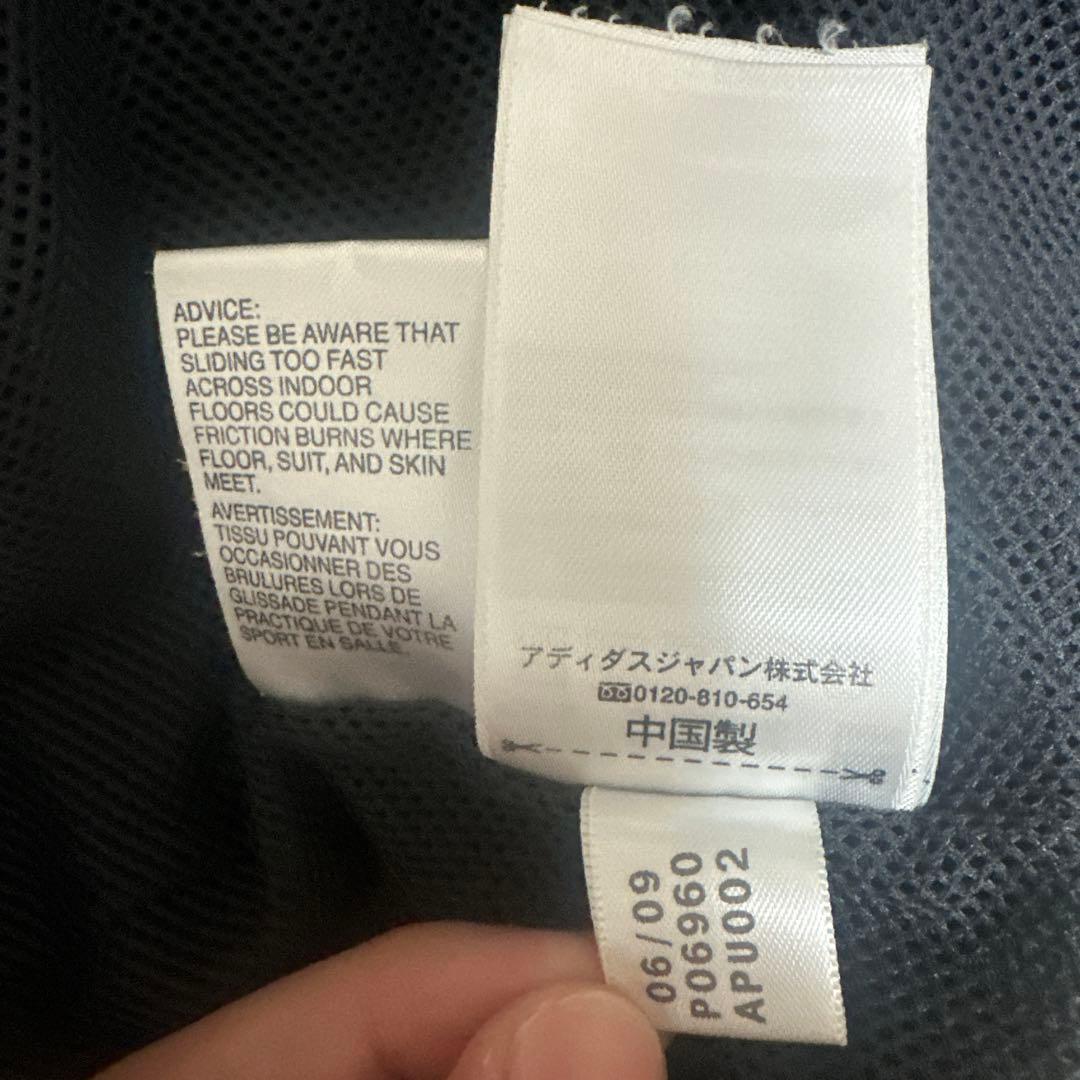 ADVICE:
PLEASE BE AWARE THAT
SLIDING TOO FAST
ACROSS INDOOR
FLOORS COULD CAUSE
FRICTION BURNS WHERE
FLOOR, SUIT, AND SKIN
MEET.
AVERTISSEMENT:
TISSU POUVANT VOUS
OCCASIONNER DES
BRULURES LORS DE
GLISSADE PENDANT LA
PRACTIQUE DE VOTRE
SPORT EN SALLE.
アディダスジャパン株式会社
0120-810-654
中国製
06/09
P06960
APU002